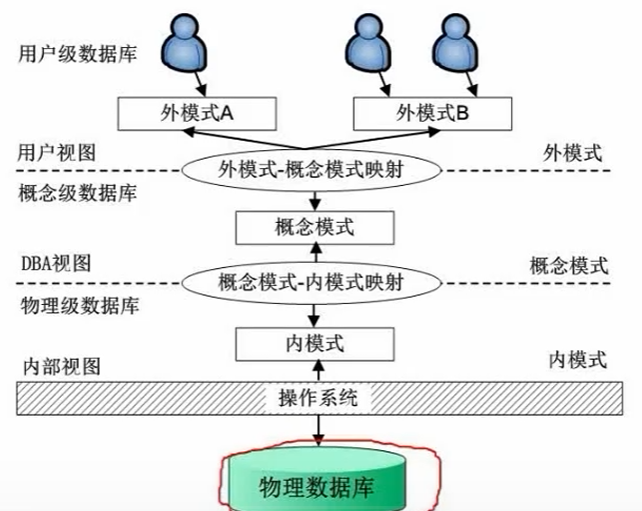 用户级数据库
外模式A
外模式B
用户视图
外模式-概念模式映射
外模式
概念级数据库
概念模式
DBA视图
概念模式
概念模式-内模式映射
物理级数据库
内模式
内部视图
内模式
操作系统
物理数据库